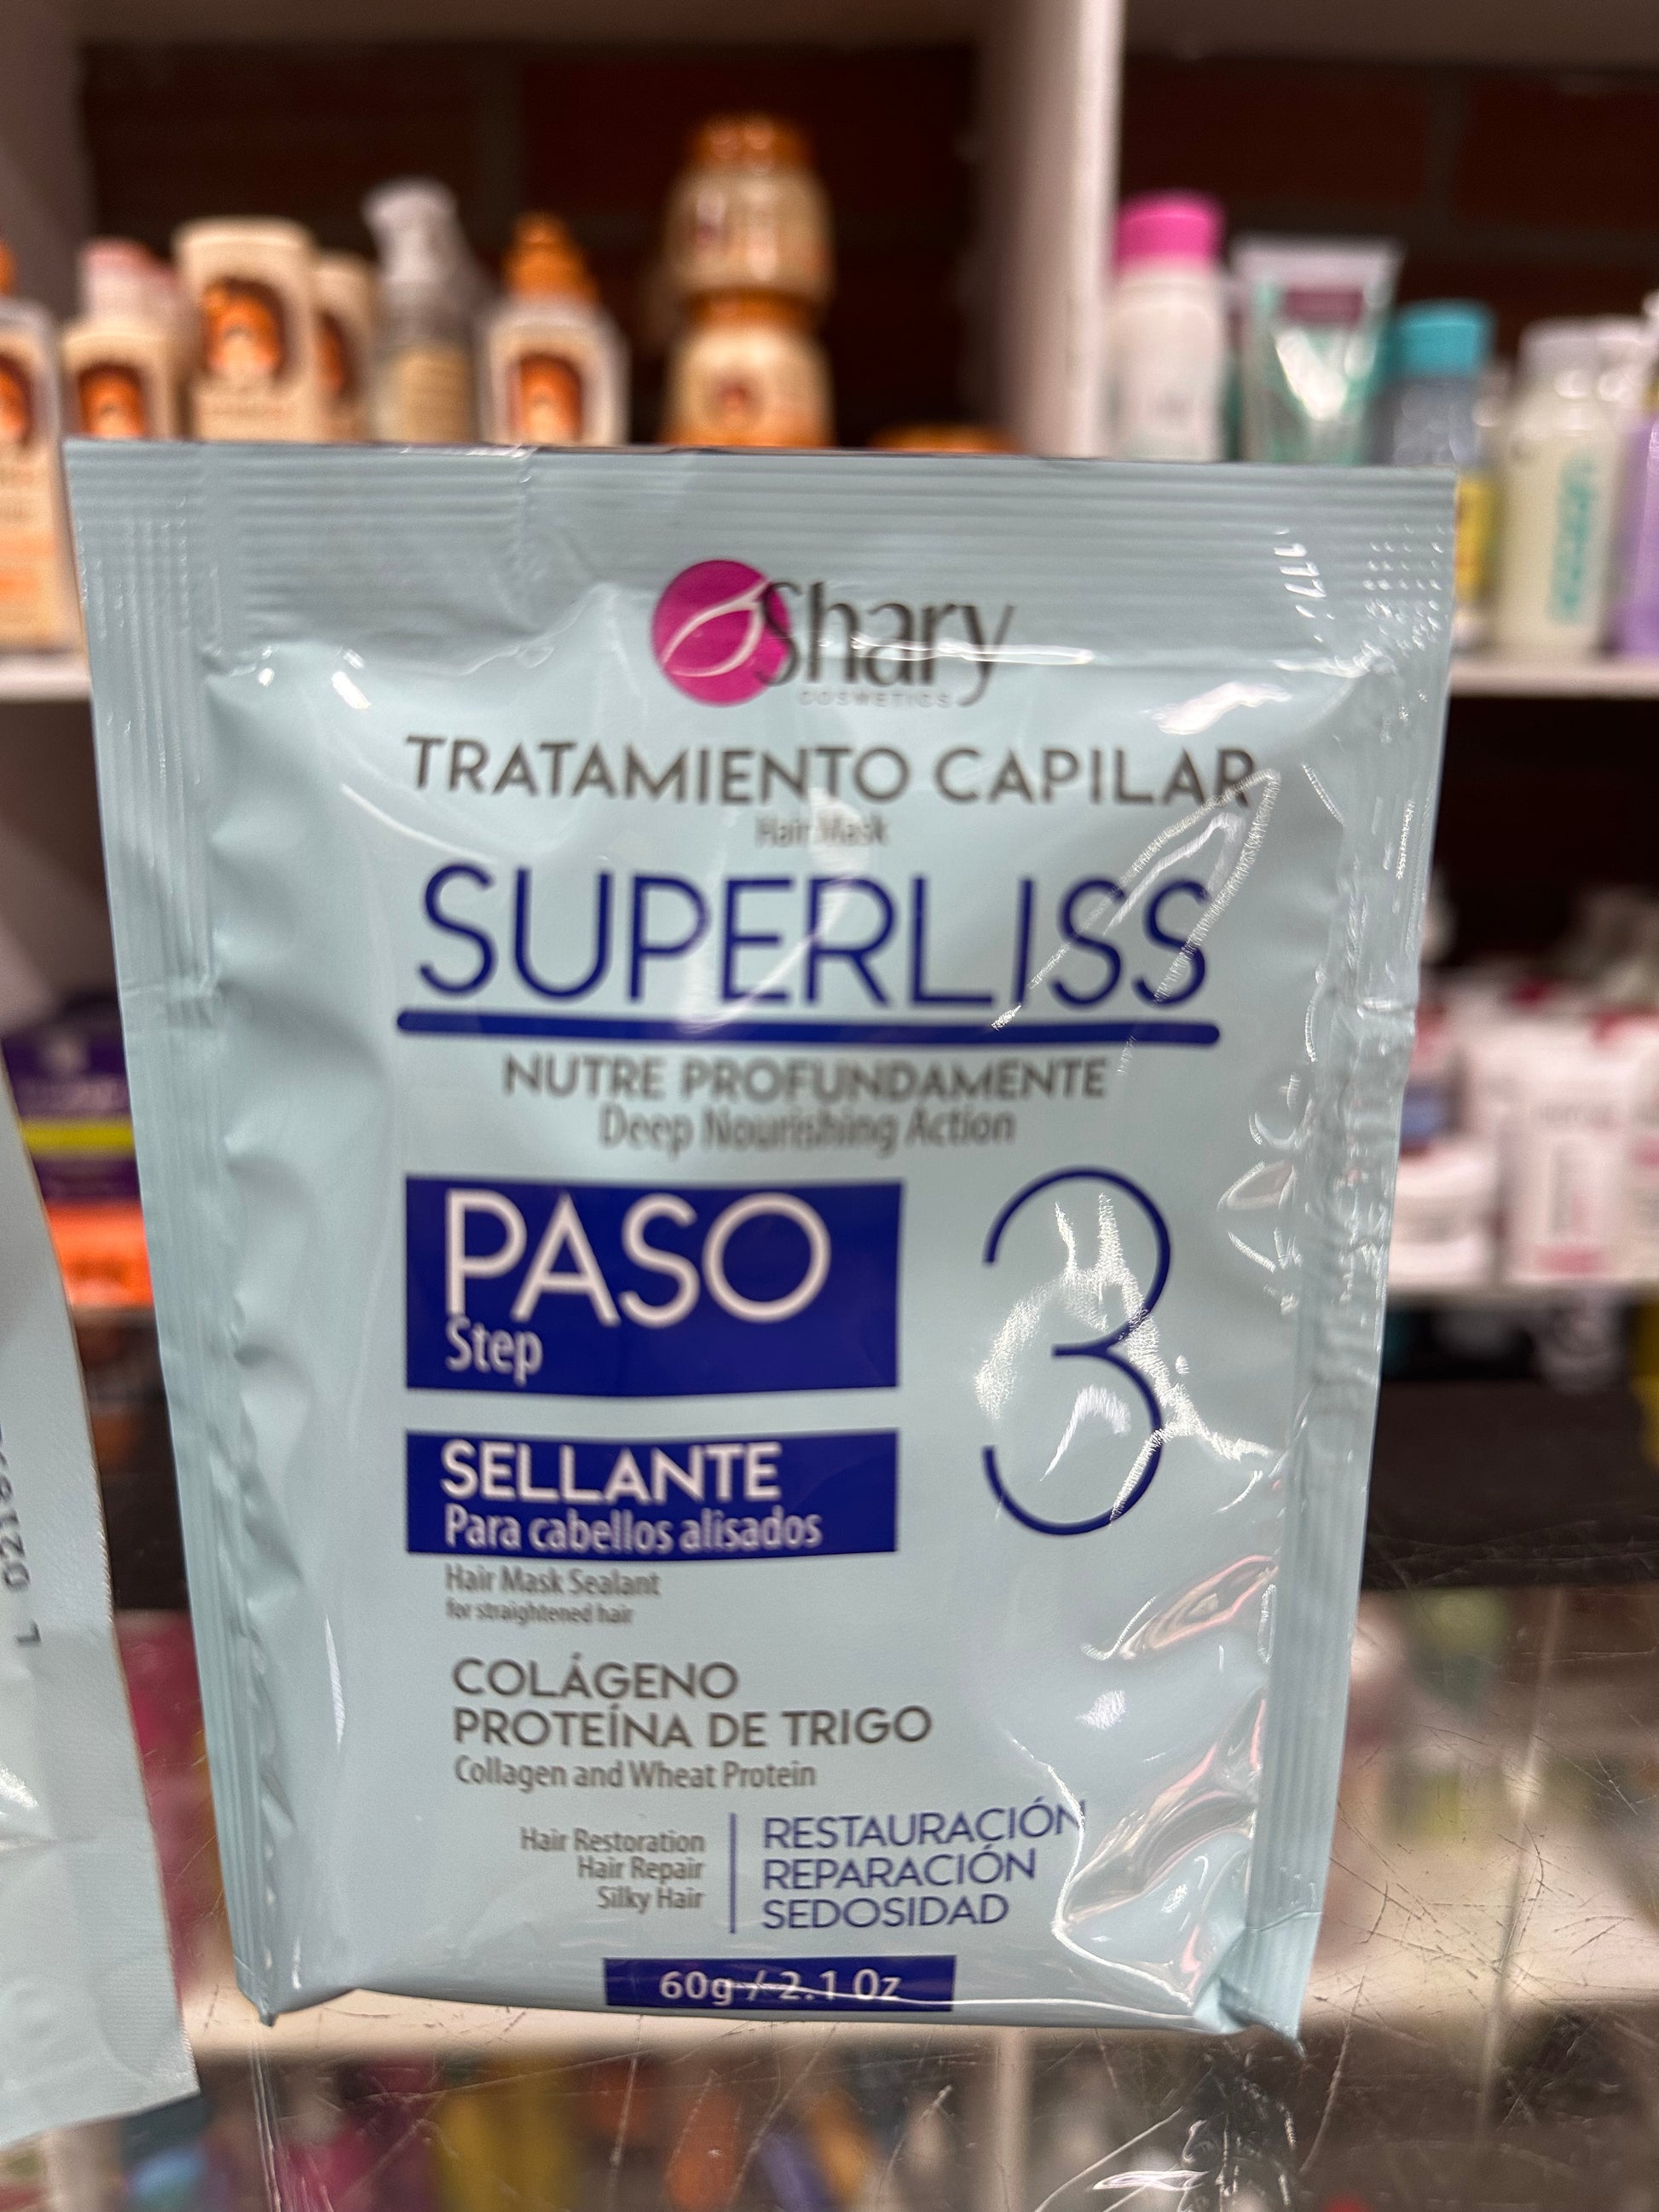 Shary
COSMETICS
TRATAMIENTO CAPILAR
Hair Mask
SUPERLISS
NUTRE PROFUNDAMENTE
Deep Nourishing Action
PASO
Step
3
SELLANTE
Para cabellos alisados
Hair Mask Sealant
for straightened hair
COLÁGENO
PROTEÍNA DE TRIGO
Collagen and Wheat Protein
Hair Restoration
Hair Repair
Silky Hair
RESTAURACIÓN
REPARACIÓN
SEDOSIDAD
60g / 2.1 Oz